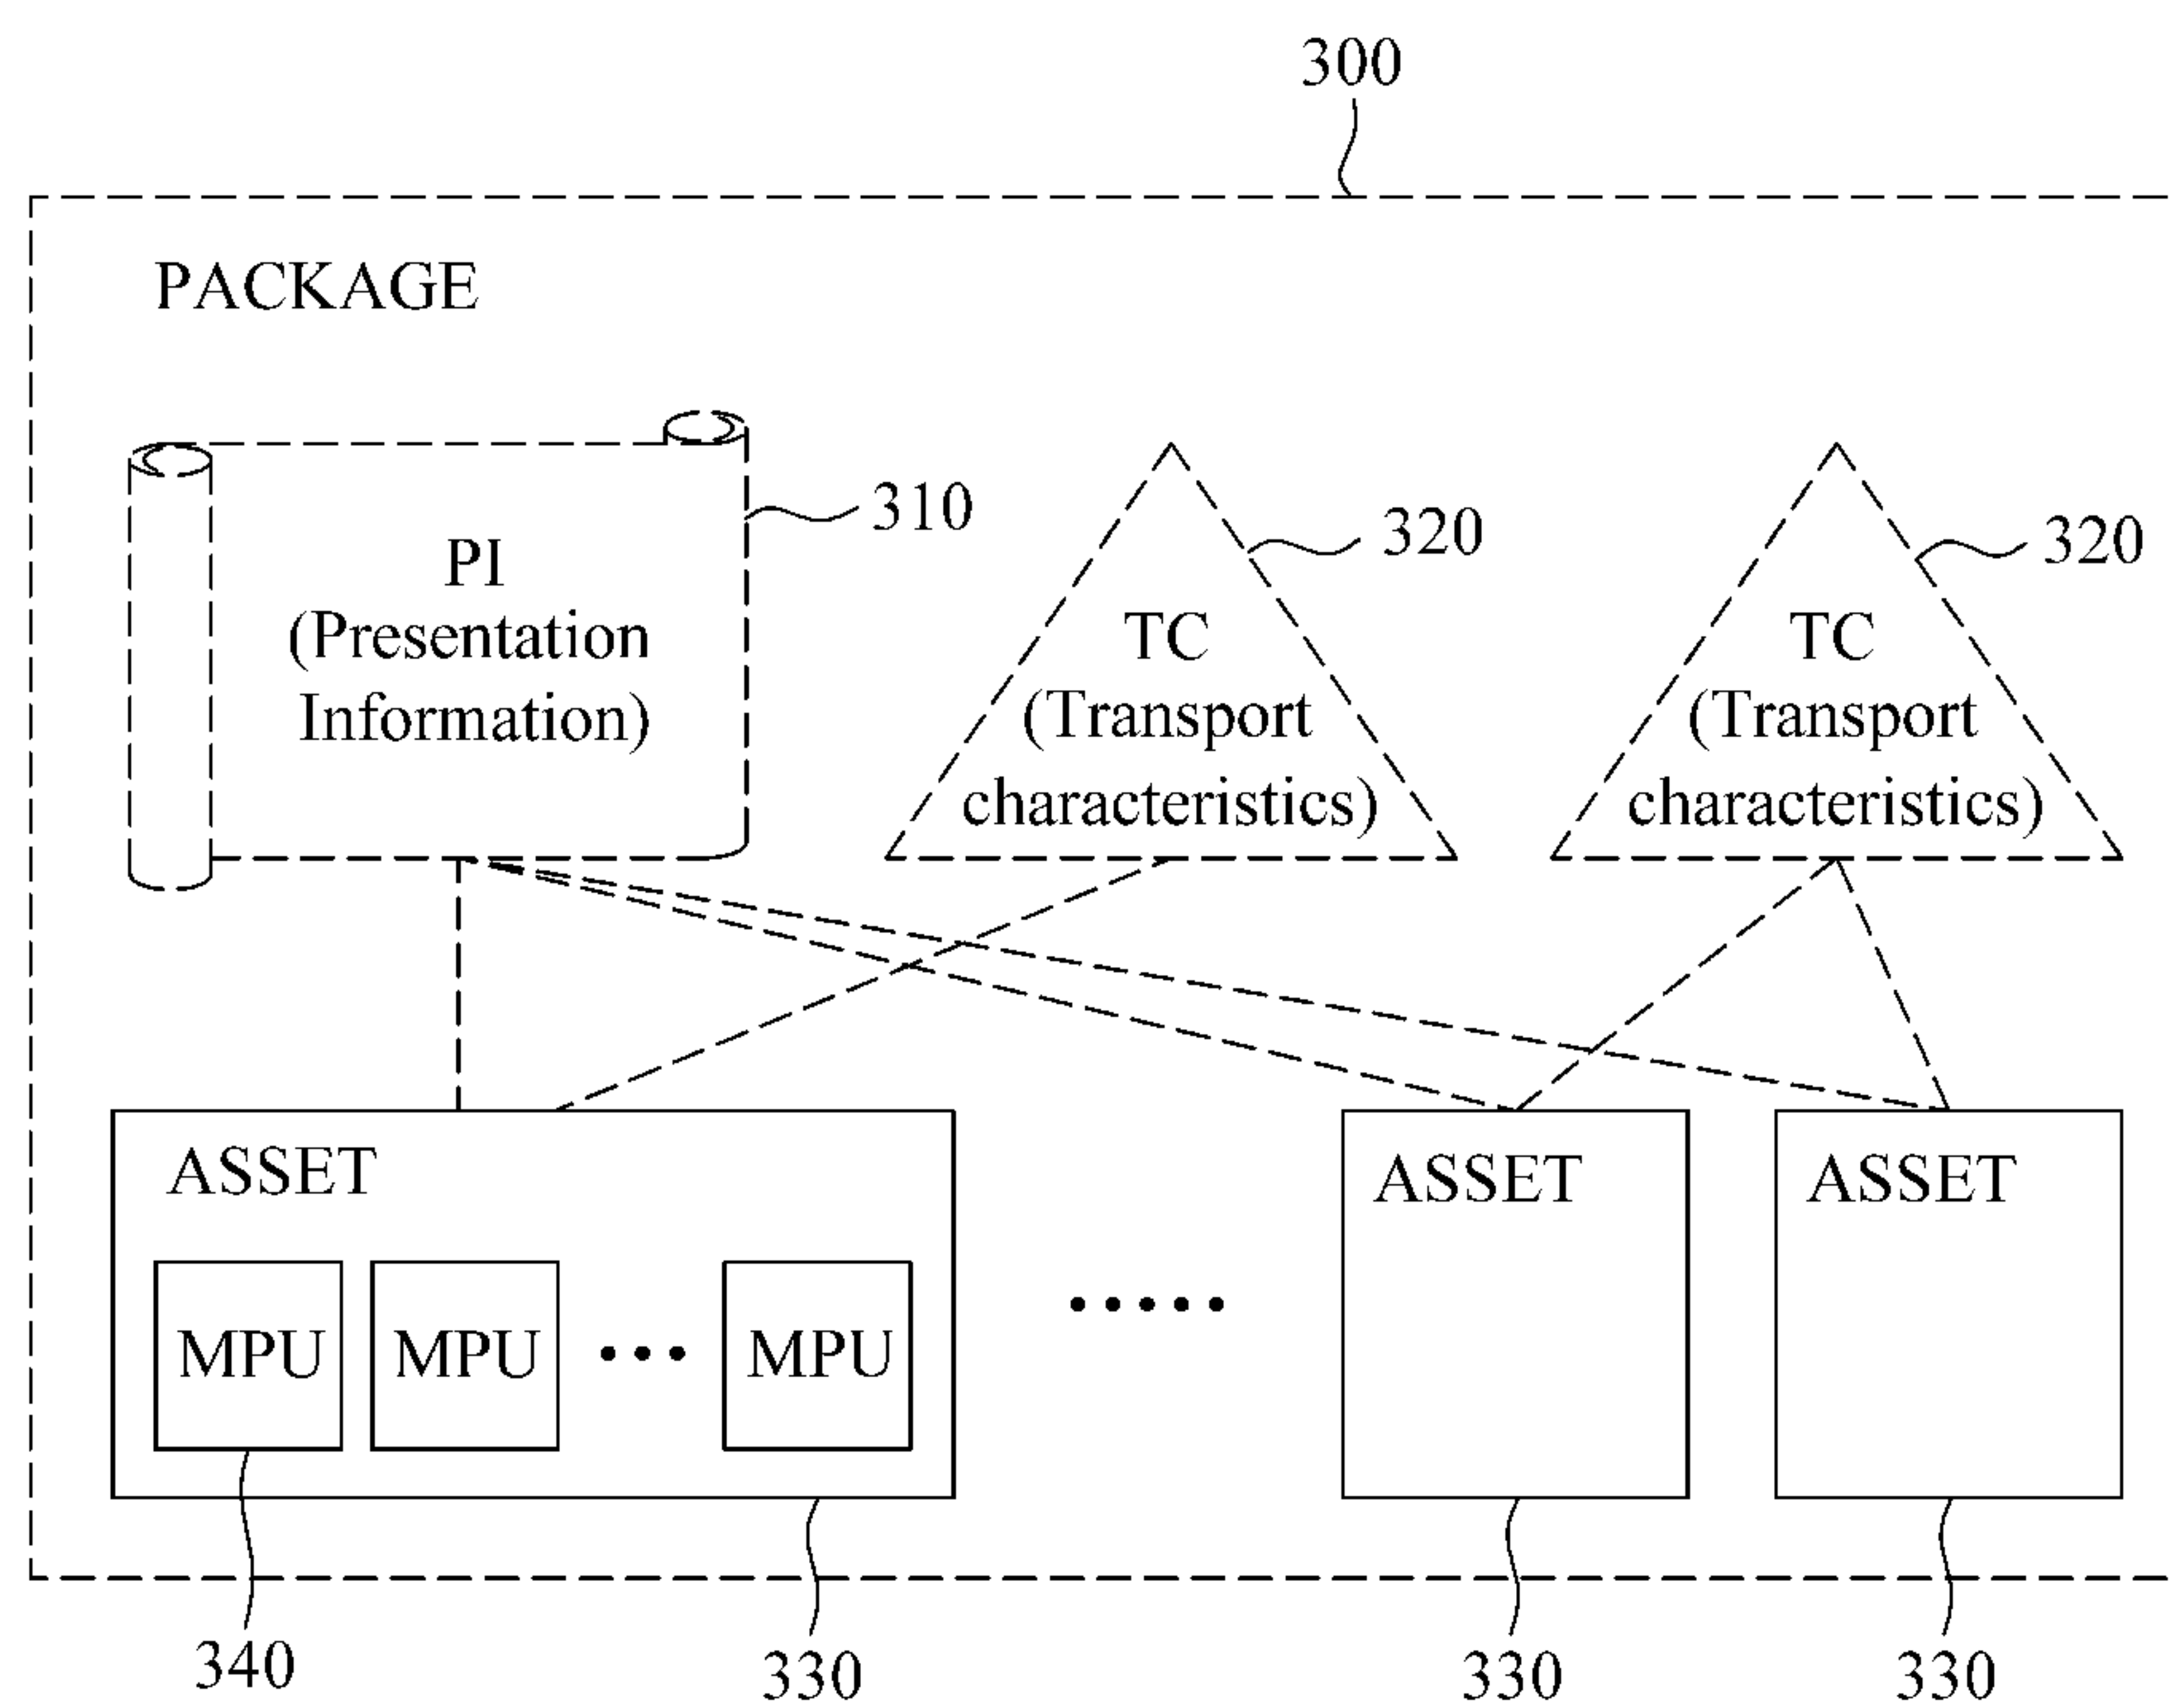 300
PACKAGE
PI
(Presentation
Information)
310
TC
(Transport
characteristics)
320
TC
(Transport
characteristics)
320
ASSET
MPU
MPU
MPU
ASSET
ASSET
340
330
330
330